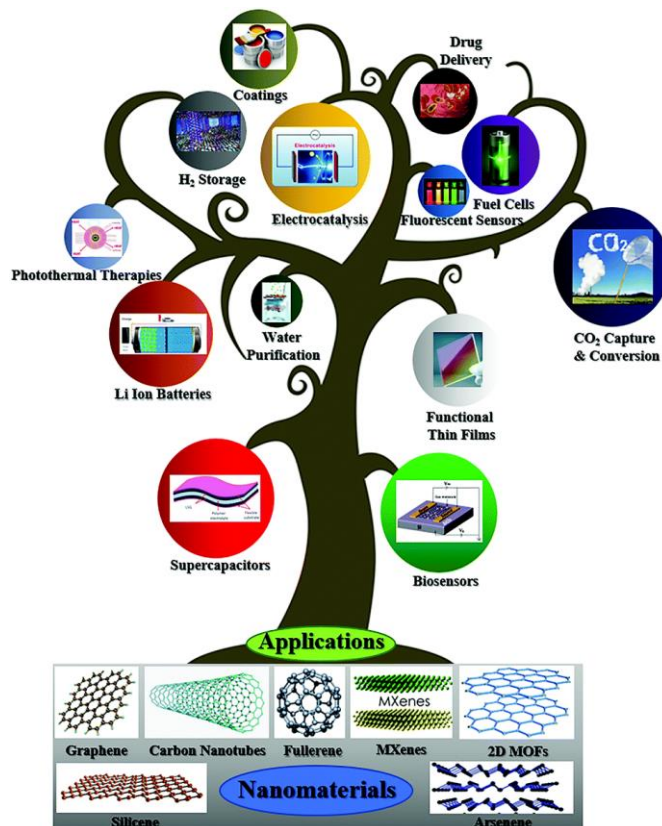 Drug
Delivery
Coatings
H₂ Storage
Electrocatalysis
Electrocatalysis
Fuel Cells
Fluorescent Sensors
Photothermal Therapies
CO₂
CO₂ Capture
& Conversion
Water
Purification
Li Ion Batteries
Functional
Thin Films
Supercapacitors
Biosensors
Applications
MXenes
Graphene
Carbon Nanotubes
Fullerene
MXenes
2D MOFs
Nanomaterials
Silicene
Arsenene